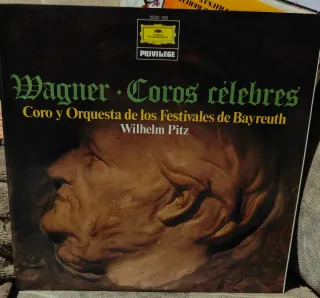 PRIVILEGE
Wagner · Coros célebres
Coro y Orquesta de los Festivales de Bayreuth
Wilhelm Pitz